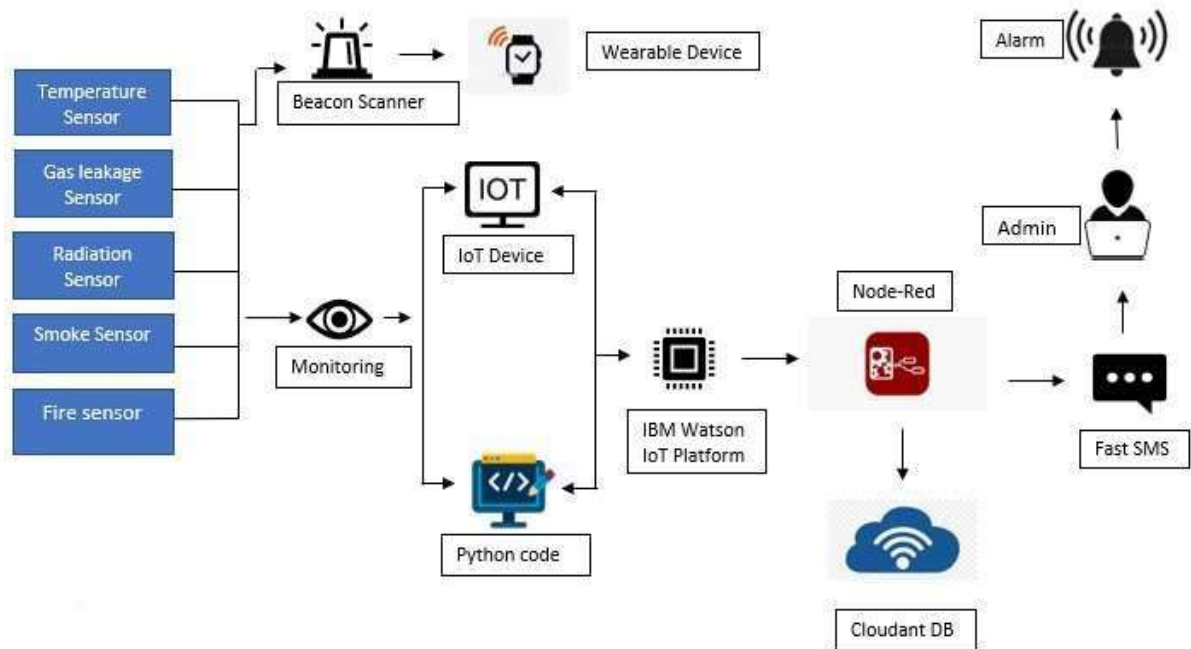 Temperature
Sensor
Gas leakage
Sensor
Radiation
Sensor
Smoke Sensor
Fire sensor
Beacon Scanner
Wearable Device
Monitoring
IOT
IoT Device
</>
Python code
IBM Watson
IoT Platform
Node-Red
Cloudant DB
Fast SMS
Admin
Alarm